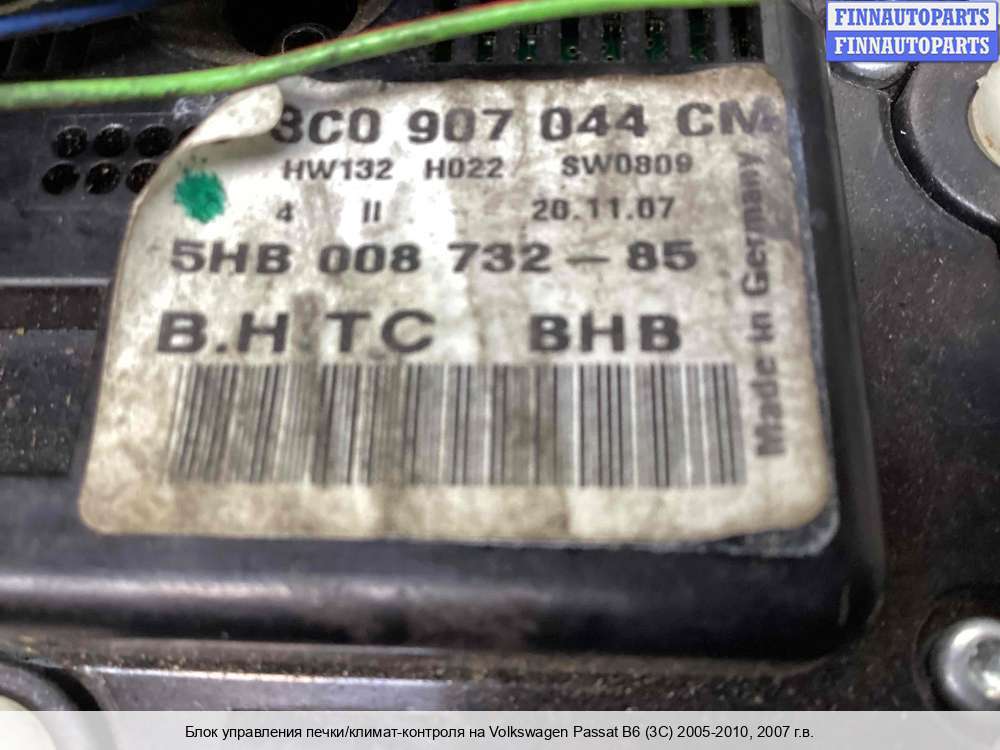 FINNAUTOPARTS
FINNAUTOPARTS
3C0 907 044 CM
HW132 H022 SW0809
4 II 20.11.07
5HB 008 732-85
B.H.TC BHB
Made in Germany
Блок управления печки/климат-контроля на Volkswagen Passat B6 (3C) 2005-2010, 2007 г.в.